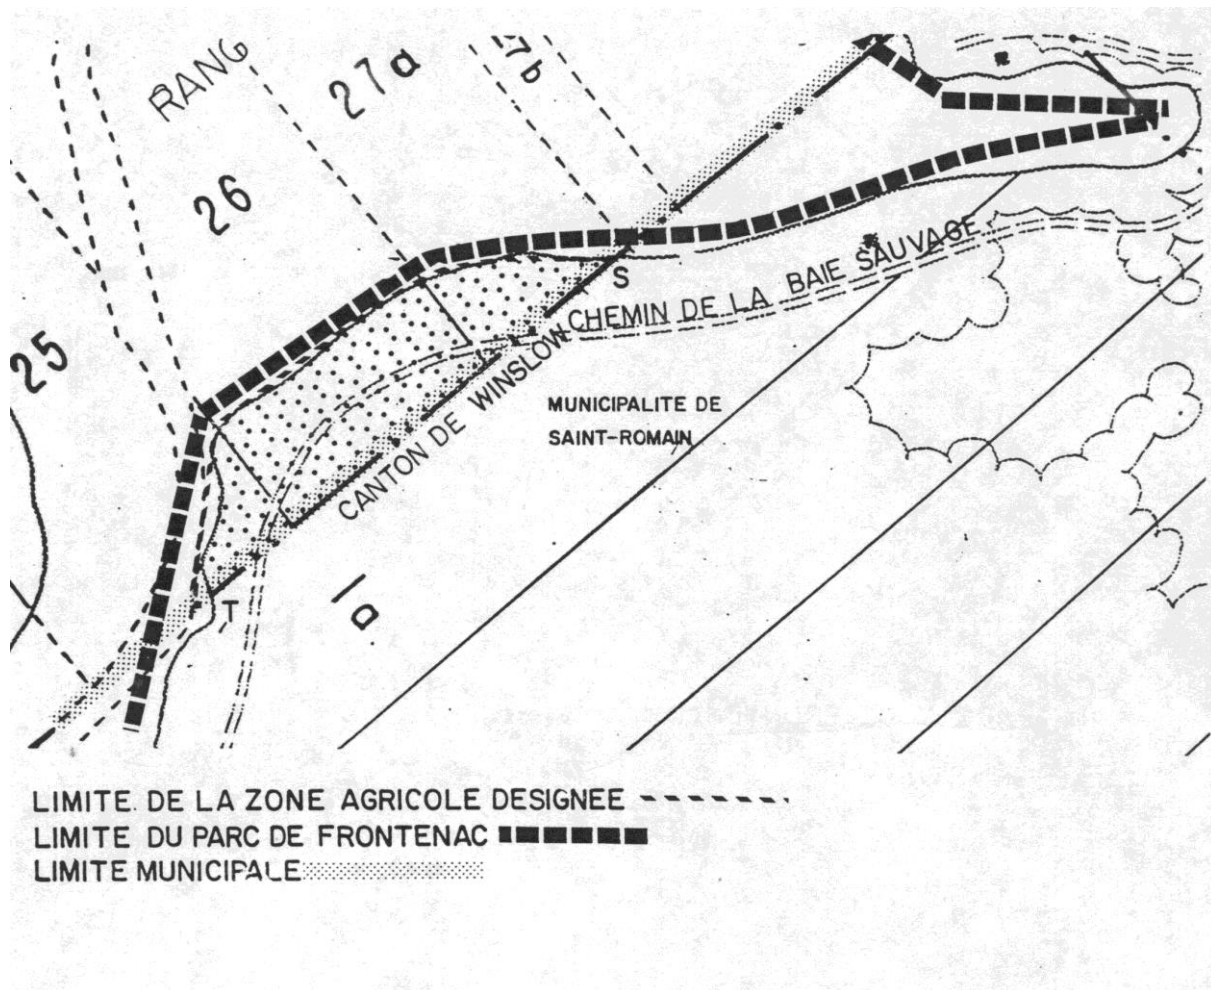 RANG
27a
7b
26
25
S
CHEMIN DE LA BAIE SAUVAGE
CANTON DE WINSLOW
MUNICIPALITE DE
SAINT-ROMAIN
T
1a
LIMITE DE LA ZONE AGRICOLE DESIGNEE
LIMITE DU PARC DE FRONTENAC
LIMITE MUNICIPALE